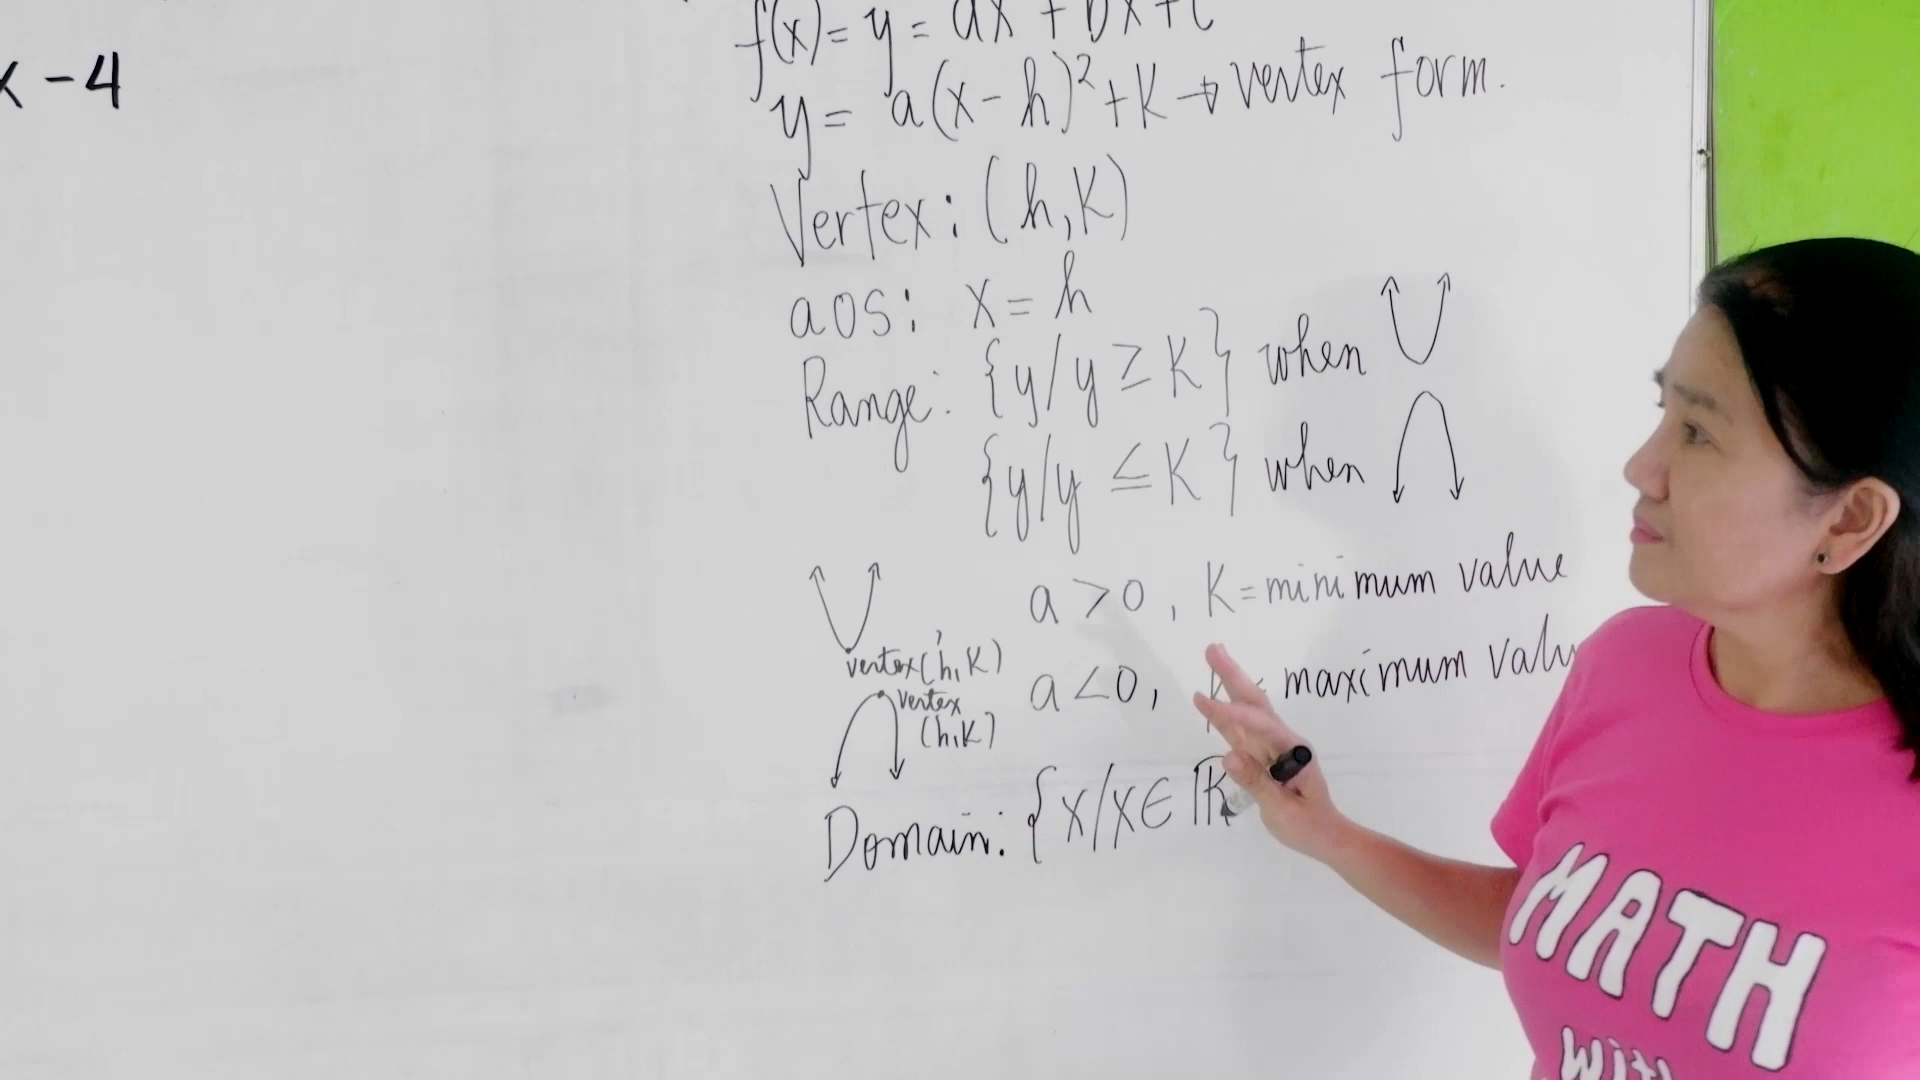 x - 4
f(x) = y = ax + bx + c
y = a(x - h)² + K → vertex form.
Vertex: (h, K)
aos: x = h
Range: {y/y ≥ K} when
{y/y ≤ K} when
a > 0, K = minimum value
vertex (h, K)
a < 0, K = maximum valu
vertex
(h, K)
Domain: {x/x ∈ ℝ
MATH
with